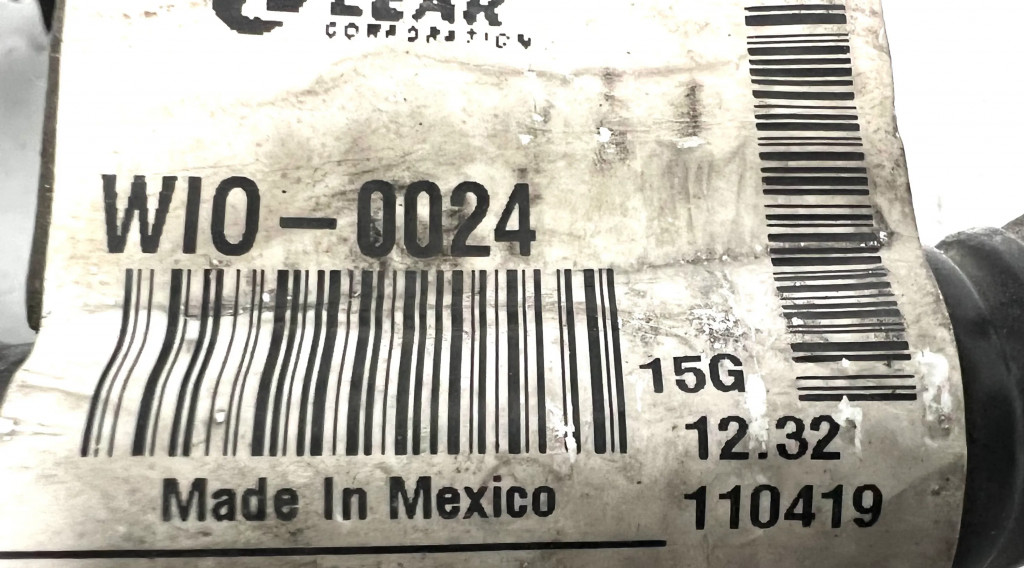 LEAR
CORPORATION
WIO-0024
15G
12.32
Made In Mexico
110419